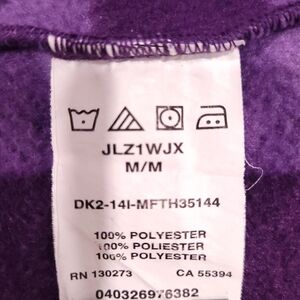 JLZ1WJX
M/M
DK2-14I-MFTH35144
100% POLYESTER
100% POLIESTER
100% POLYESTER
RN 130273 CA 55394
040326976382